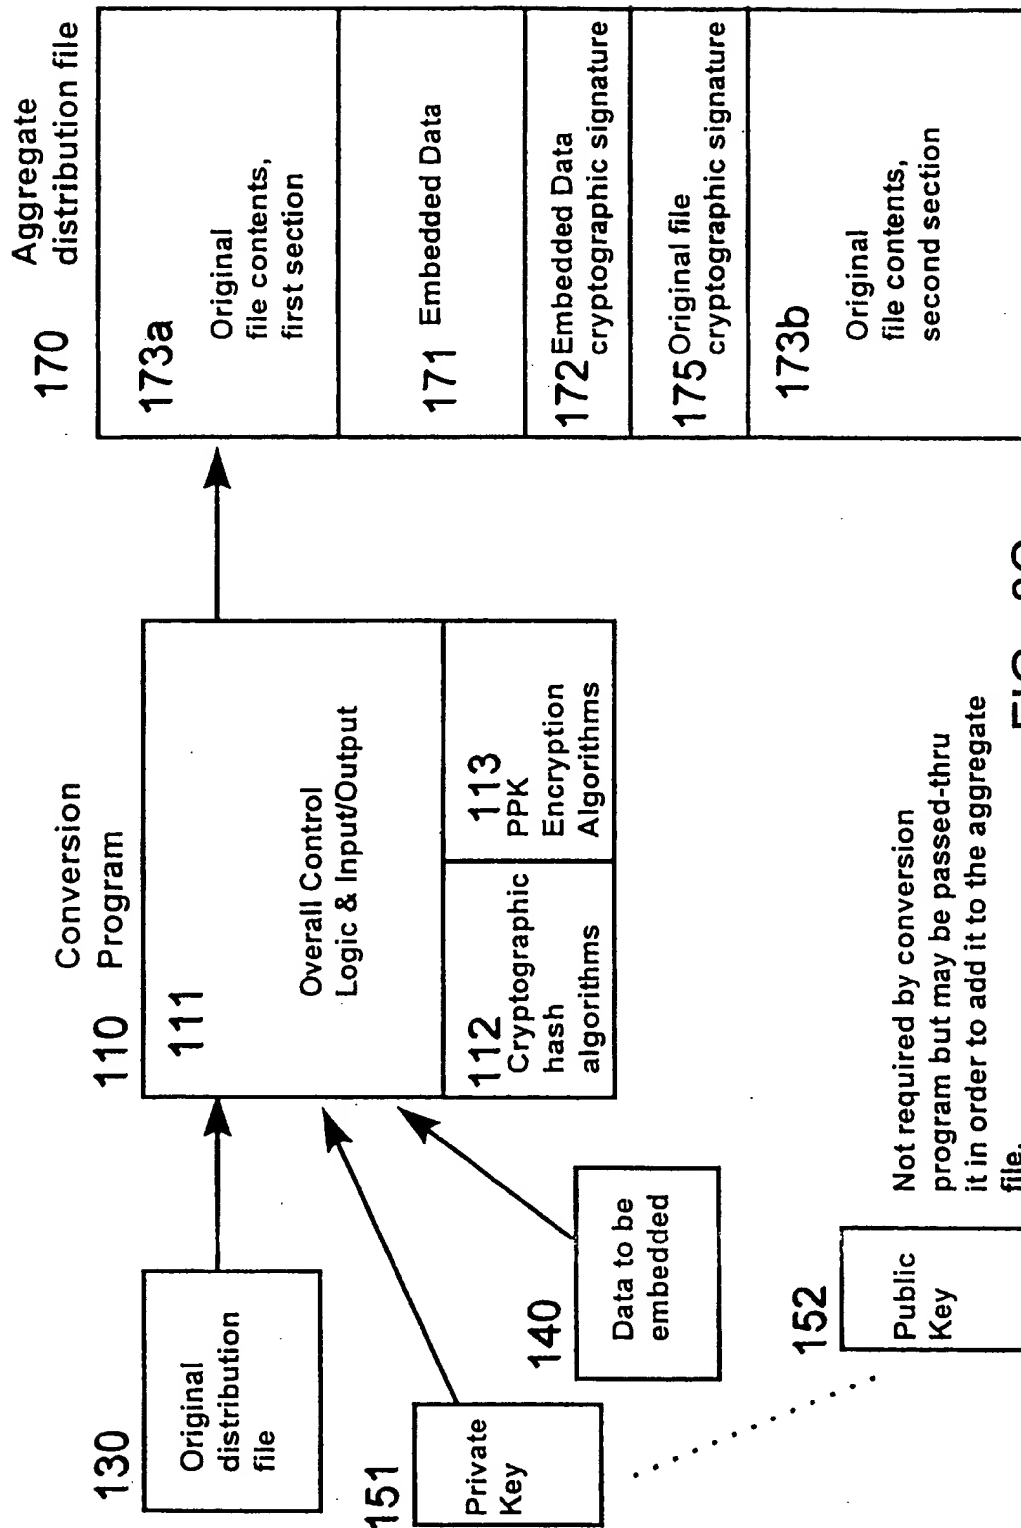 130
Original
distribution
file
151
Private
Key
140
Data to be
embedded
152
Public
Key
Not required by conversion
program but may be passed-thru
it in order to add it to the aggregate
file.
Conversion
110 Program
111
Overall Control
Logic & Input/Output
112
Cryptographic
hash
algorithms
113
PPK
Encryption
Algorithms
Aggregate
170 distribution file
173a
Original
file contents,
first section
171 Embedded Data
172 Embedded Data
cryptographic signature
175 Original file
cryptographic signature
173b
Original
file contents,
second section